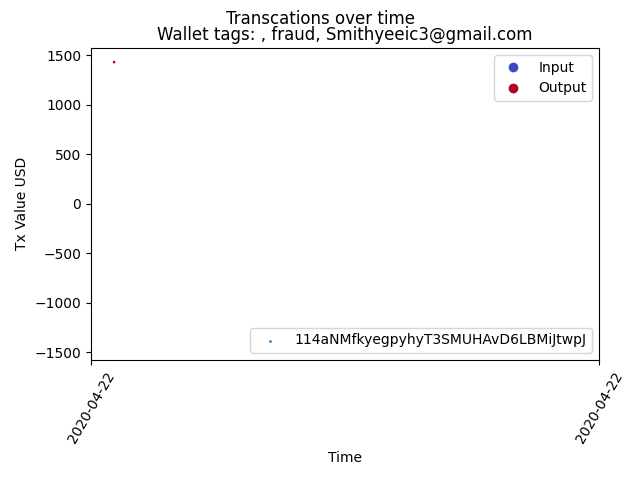 Transcations over time
Wallet tags: , fraud, Smithyeeic3@gmail.com
1500
1000
500
0
−500
−1000
−1500
Tx Value USD
Input
Output
114aNMfkyegpyhyT3SMUHAvD6LBMiJtwpJ
2020-04-22
2020-04-22
Time